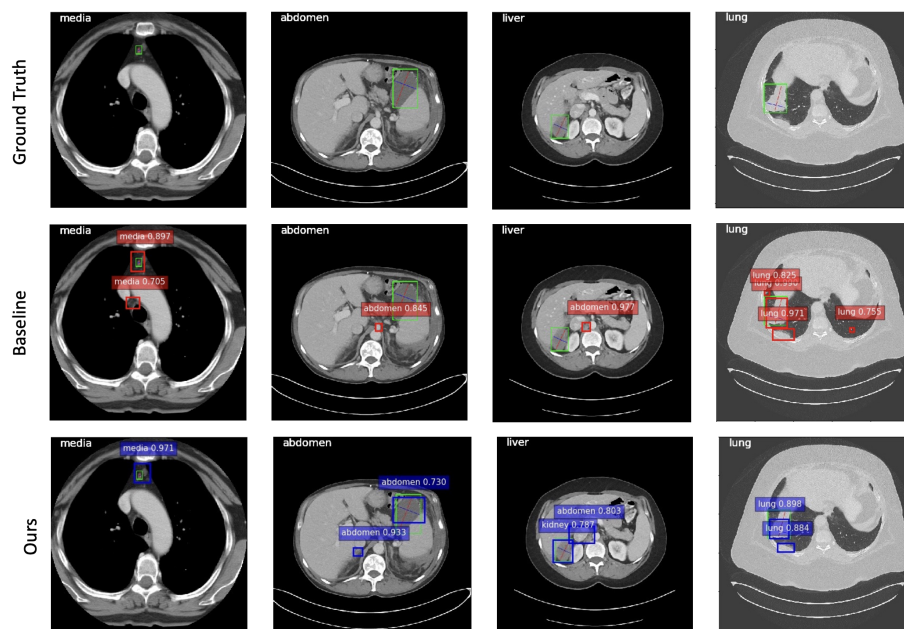 media
abdomen
liver
lung
Ground Truth
media
abdomen
liver
lung
media 0.897
media 0.705
abdomen 0.845
abdomen 0.977
lung 0.825
lung 0.971
lung 0.755
Baseline
media
abdomen
liver
lung
media 0.971
abdomen 0.730
abdomen 0.933
abdomen 0.803
kidney 0.787
lung 0.898
lung 0.884
Ours